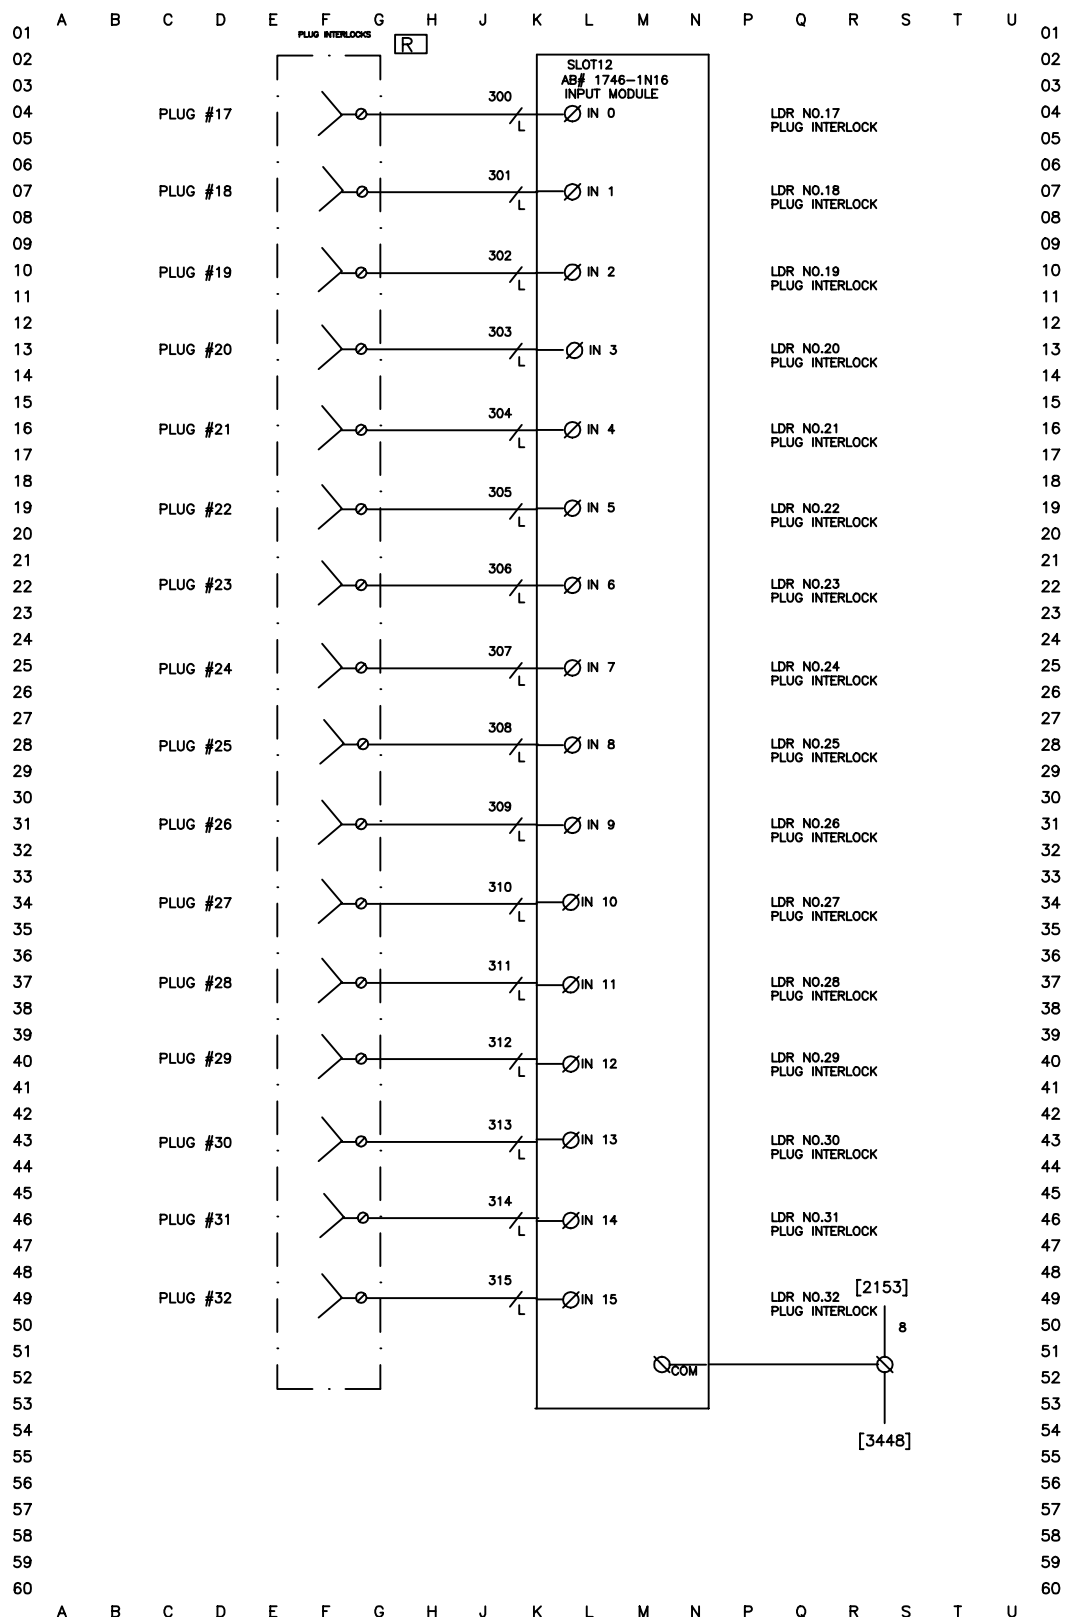 A B C D E F G H J K L M N P Q R S T U
01 PLUG INTERLOCKS R 01
02 SLOT12 02
03 AB# 1746-1N16 03
INPUT MODULE
300
04 PLUG #17 IN 0 LDR NO.17 04
L PLUG INTERLOCK
05 05
06 06
301
07 PLUG #18 IN 1 LDR NO.18 07
L PLUG INTERLOCK
08 08
09 09
302
10 PLUG #19 IN 2 LDR NO.19 10
L PLUG INTERLOCK
11 11
12 12
303
13 PLUG #20 IN 3 LDR NO.20 13
L PLUG INTERLOCK
14 14
15 15
304
16 PLUG #21 IN 4 LDR NO.21 16
L PLUG INTERLOCK
17 17
18 18
305
19 PLUG #22 IN 5 LDR NO.22 19
L PLUG INTERLOCK
20 20
21 21
306
22 PLUG #23 IN 6 LDR NO.23 22
L PLUG INTERLOCK
23 23
24 24
307
25 PLUG #24 IN 7 LDR NO.24 25
L PLUG INTERLOCK
26 26
27 27
308
28 PLUG #25 IN 8 LDR NO.25 28
L PLUG INTERLOCK
29 29
30 30
309
31 PLUG #26 IN 9 LDR NO.26 31
L PLUG INTERLOCK
32 32
33 33
310
34 PLUG #27 IN 10 LDR NO.27 34
L PLUG INTERLOCK
35 35
36 36
311
37 PLUG #28 IN 11 LDR NO.28 37
L PLUG INTERLOCK
38 38
39 39
312
40 PLUG #29 IN 12 LDR NO.29 40
L PLUG INTERLOCK
41 41
42 42
313
43 PLUG #30 IN 13 LDR NO.30 43
L PLUG INTERLOCK
44 44
45 45
314
46 PLUG #31 IN 14 LDR NO.31 46
L PLUG INTERLOCK
47 47
48 48
315 [2153]
49 PLUG #32 IN 15 LDR NO.32 49
L PLUG INTERLOCK
50 8 50
51 51
52 COM 52
53 53
54 54
[3448]
55 55
56 56
57 57
58 58
59 59
60 60
A B C D E F G H J K L M N P Q R S T U